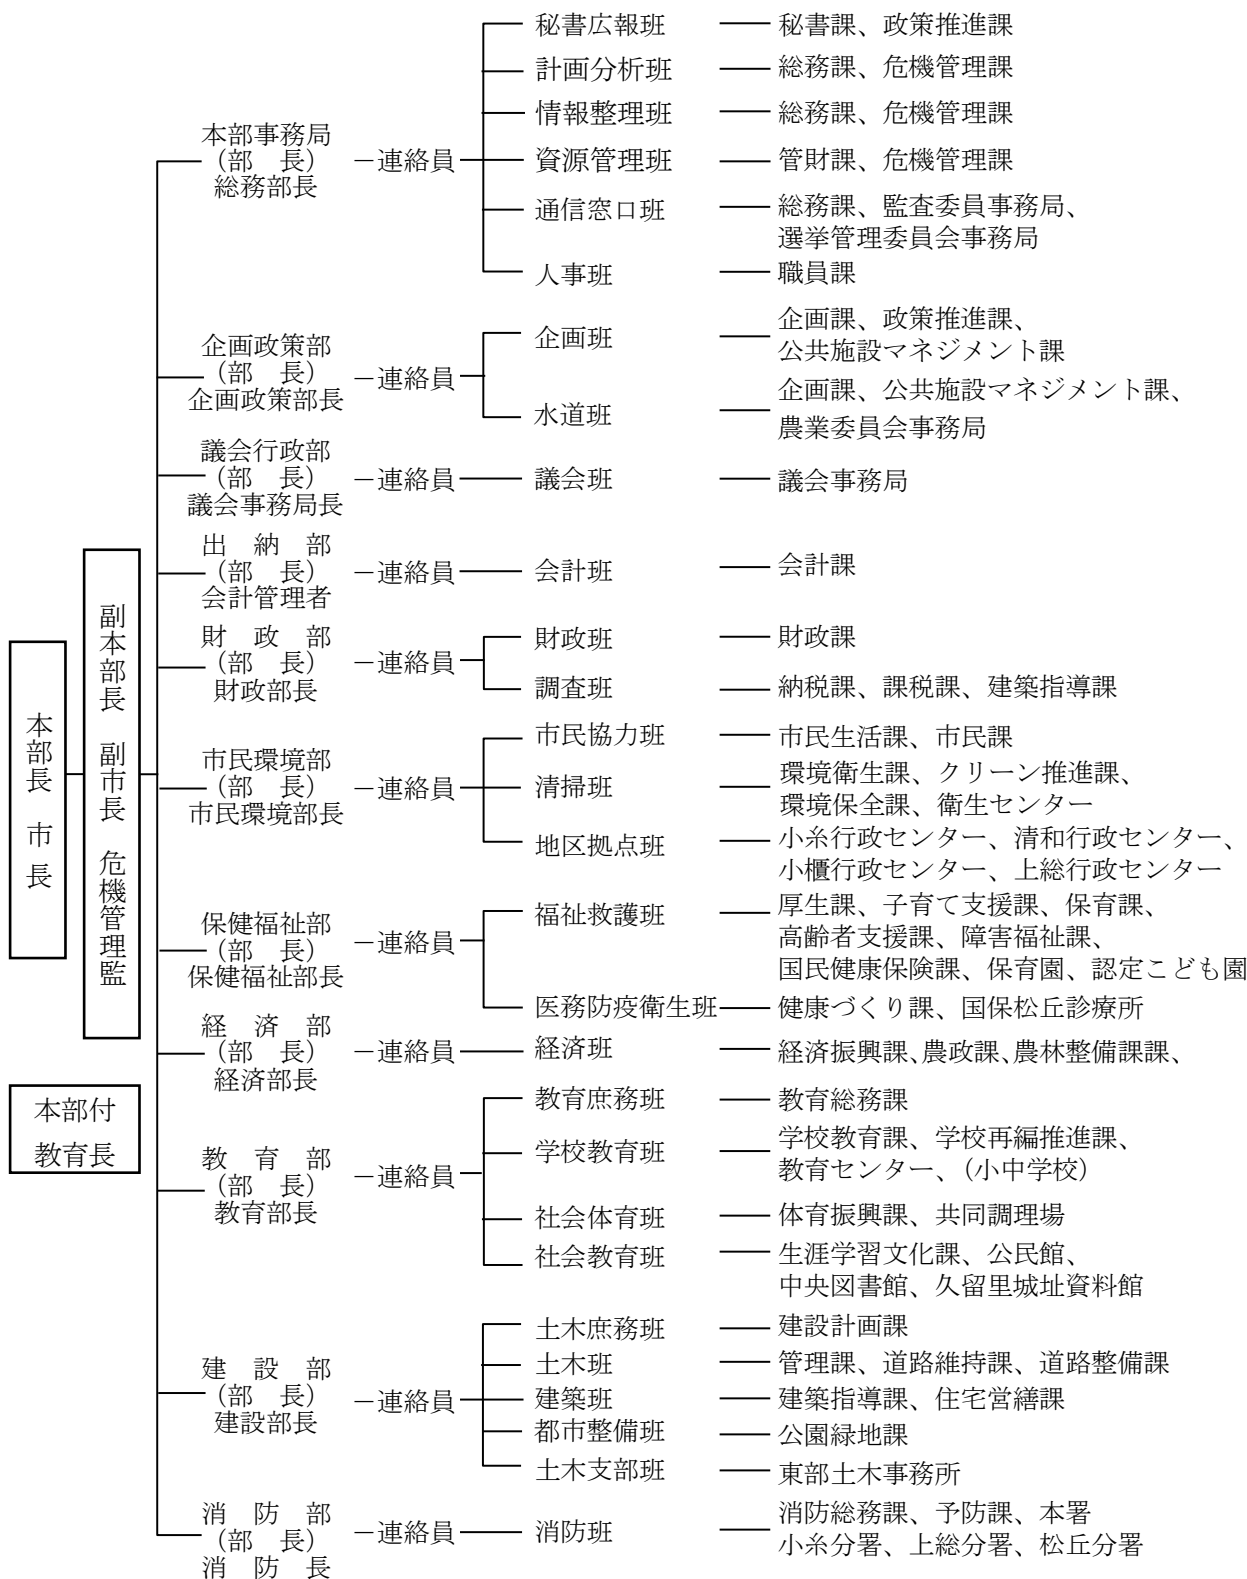 本部長　市長
副本部長　副市長　危機管理監
本部付
教育長
本部事務局
（部　長）
総務部長
－連絡員
秘書広報班
秘書課、政策推進課
計画分析班
総務課、危機管理課
情報整理班
総務課、危機管理課
資源管理班
管財課、危機管理課
通信窓口班
総務課、監査委員事務局、
選挙管理委員会事務局
人事班
職員課
企画政策部
（部　長）
企画政策部長
－連絡員
企画班
企画課、政策推進課、
公共施設マネジメント課
水道班
企画課、公共施設マネジメント課、
農業委員会事務局
議会行政部
（部　長）
議会事務局長
－連絡員
議会班
議会事務局
出　納　部
（部　長）
会計管理者
－連絡員
会計班
会計課
財　政　部
（部　長）
財政部長
－連絡員
財政班
財政課
調査班
納税課、課税課、建築指導課
市民環境部
（部　長）
市民環境部長
－連絡員
市民協力班
市民生活課、市民課
清掃班
環境衛生課、クリーン推進課、
環境保全課、衛生センター
地区拠点班
小糸行政センター、清和行政センター、
小櫃行政センター、上総行政センター
保健福祉部
（部　長）
保健福祉部長
－連絡員
福祉救護班
厚生課、子育て支援課、保育課、
高齢者支援課、障害福祉課、
国民健康保険課、保育園、認定こども園
医務防疫衛生班
健康づくり課、国保松丘診療所
経　済　部
（部　長）
経済部長
－連絡員
経済班
経済振興課、農政課、農林整備課課、
教　育　部
（部　長）
教育部長
－連絡員
教育庶務班
教育総務課
学校教育班
学校教育課、学校再編推進課、
教育センター、（小中学校）
社会体育班
体育振興課、共同調理場
社会教育班
生涯学習文化課、公民館、
中央図書館、久留里城址資料館
建　設　部
（部　長）
建設部長
－連絡員
土木庶務班
建設計画課
土木班
管理課、道路維持課、道路整備課
建築班
建築指導課、住宅営繕課
都市整備班
公園緑地課
土木支部班
東部土木事務所
消　防　部
（部　長）
消　防　長
－連絡員
消防班
消防総務課、予防課、本署
小糸分署、上総分署、松丘分署